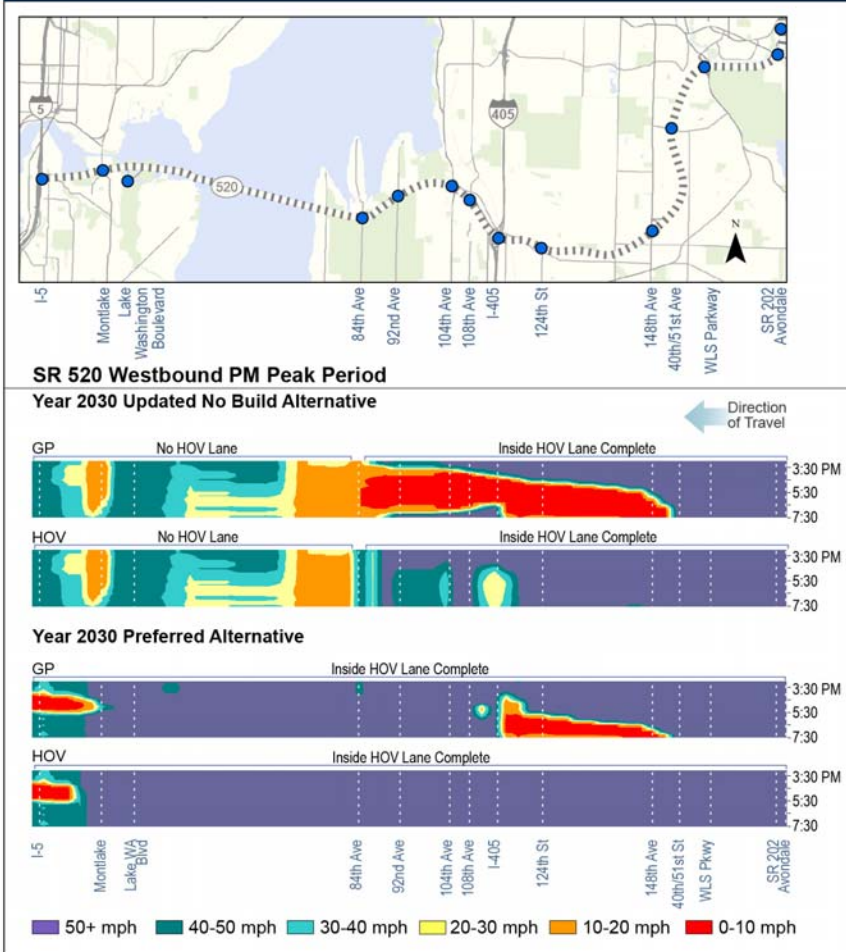 5
405
520
N
I-5
Montlake
Lake
Washington
Boulevard
84th Ave
92nd Ave
104th Ave
108th Ave
I-405
124th St
148th Ave
40th/51st Ave
WLS Parkway
SR 202
Avondale
SR 520 Westbound PM Peak Period
Year 2030 Updated No Build Alternative
Direction
of Travel
GP No HOV Lane Inside HOV Lane Complete
3:30 PM
5:30
7:30
HOV No HOV Lane Inside HOV Lane Complete
3:30 PM
5:30
7:30
Year 2030 Preferred Alternative
GP Inside HOV Lane Complete
3:30 PM
5:30
7:30
HOV Inside HOV Lane Complete
3:30 PM
5:30
7:30
I-5
Montlake
Lake WA
Blvd
84th Ave
92nd Ave
104th Ave
108th Ave
I-405
124th St
148th Ave
40th/51st St
WLS Pkwy
SR 202
Avondale
50+ mph 40-50 mph 30-40 mph 20-30 mph 10-20 mph 0-10 mph